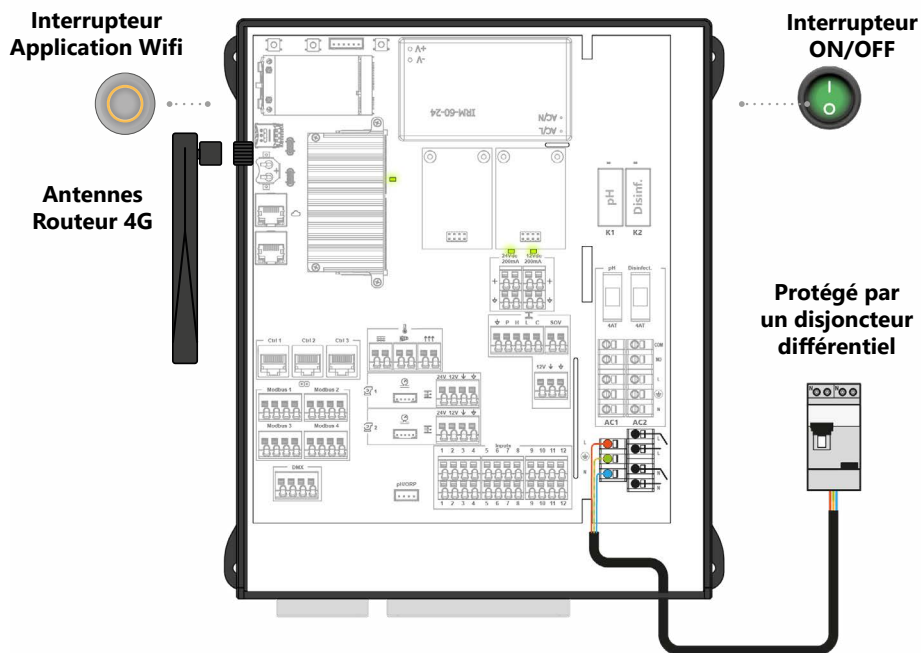 Interrupteur
Application Wifi
Interrupteur
ON/OFF
I
O
Antennes
Routeur 4G
Protégé par
un disjoncteur
différentiel
N N
+V
-V
IRM-60-24
AC/N
AC/L
pH
Disinf.
K1 K2
24Vdc 12Vdc
200mA 200mA
pH Disinfect.
4AT 4AT
P H L C SOV
12V
COM
NO
L
N
AC1 AC2
L
N
L
L
N
N
Ctrl 1 Ctrl 2 Ctrl 3
Modbus 1 Modbus 2
Modbus 3 Modbus 4
DMX
1
24V 12V
2
24V 12V
pH/ORP
Inputs
1 2 3 4 5 6 7 8 9 10 11 12
1 2 3 4 5 6 7 8 9 10 11 12